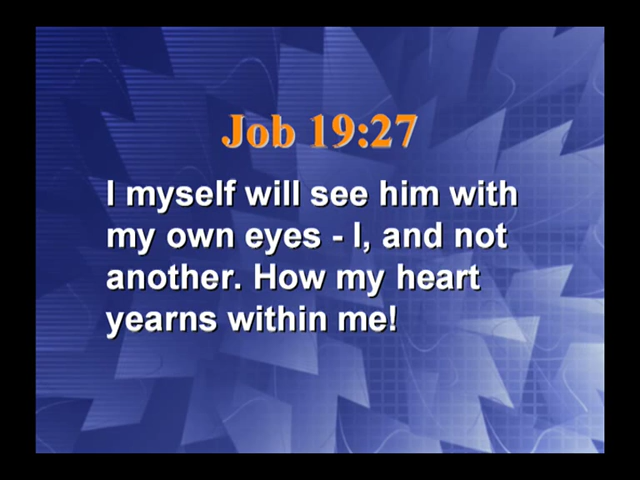 Job 19:27
I myself will see him with
my own eyes - I, and not
another. How my heart
yearns within me!